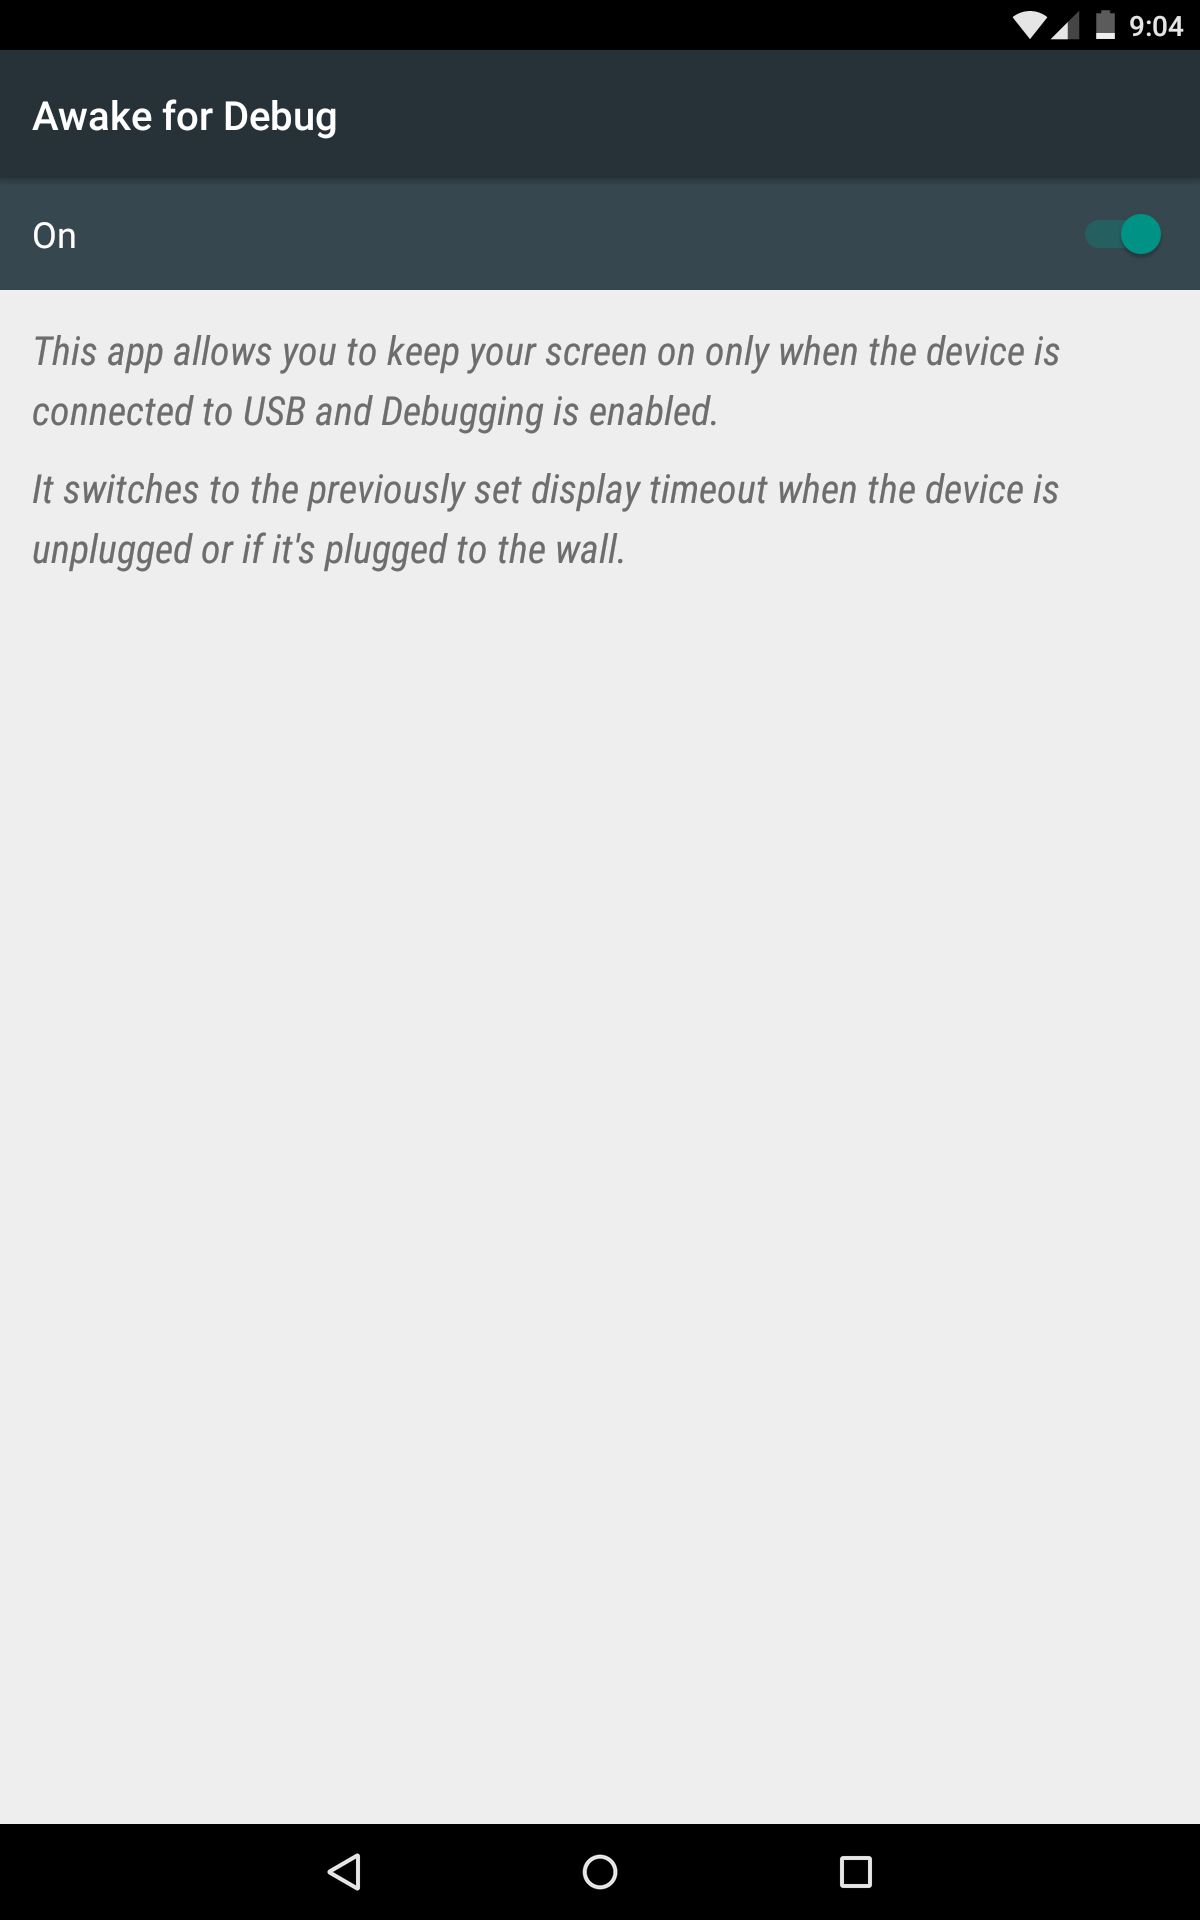 9:04
Awake for Debug
On
This app allows you to keep your screen on only when the device is
connected to USB and Debugging is enabled.
It switches to the previously set display timeout when the device is
unplugged or if it's plugged to the wall.